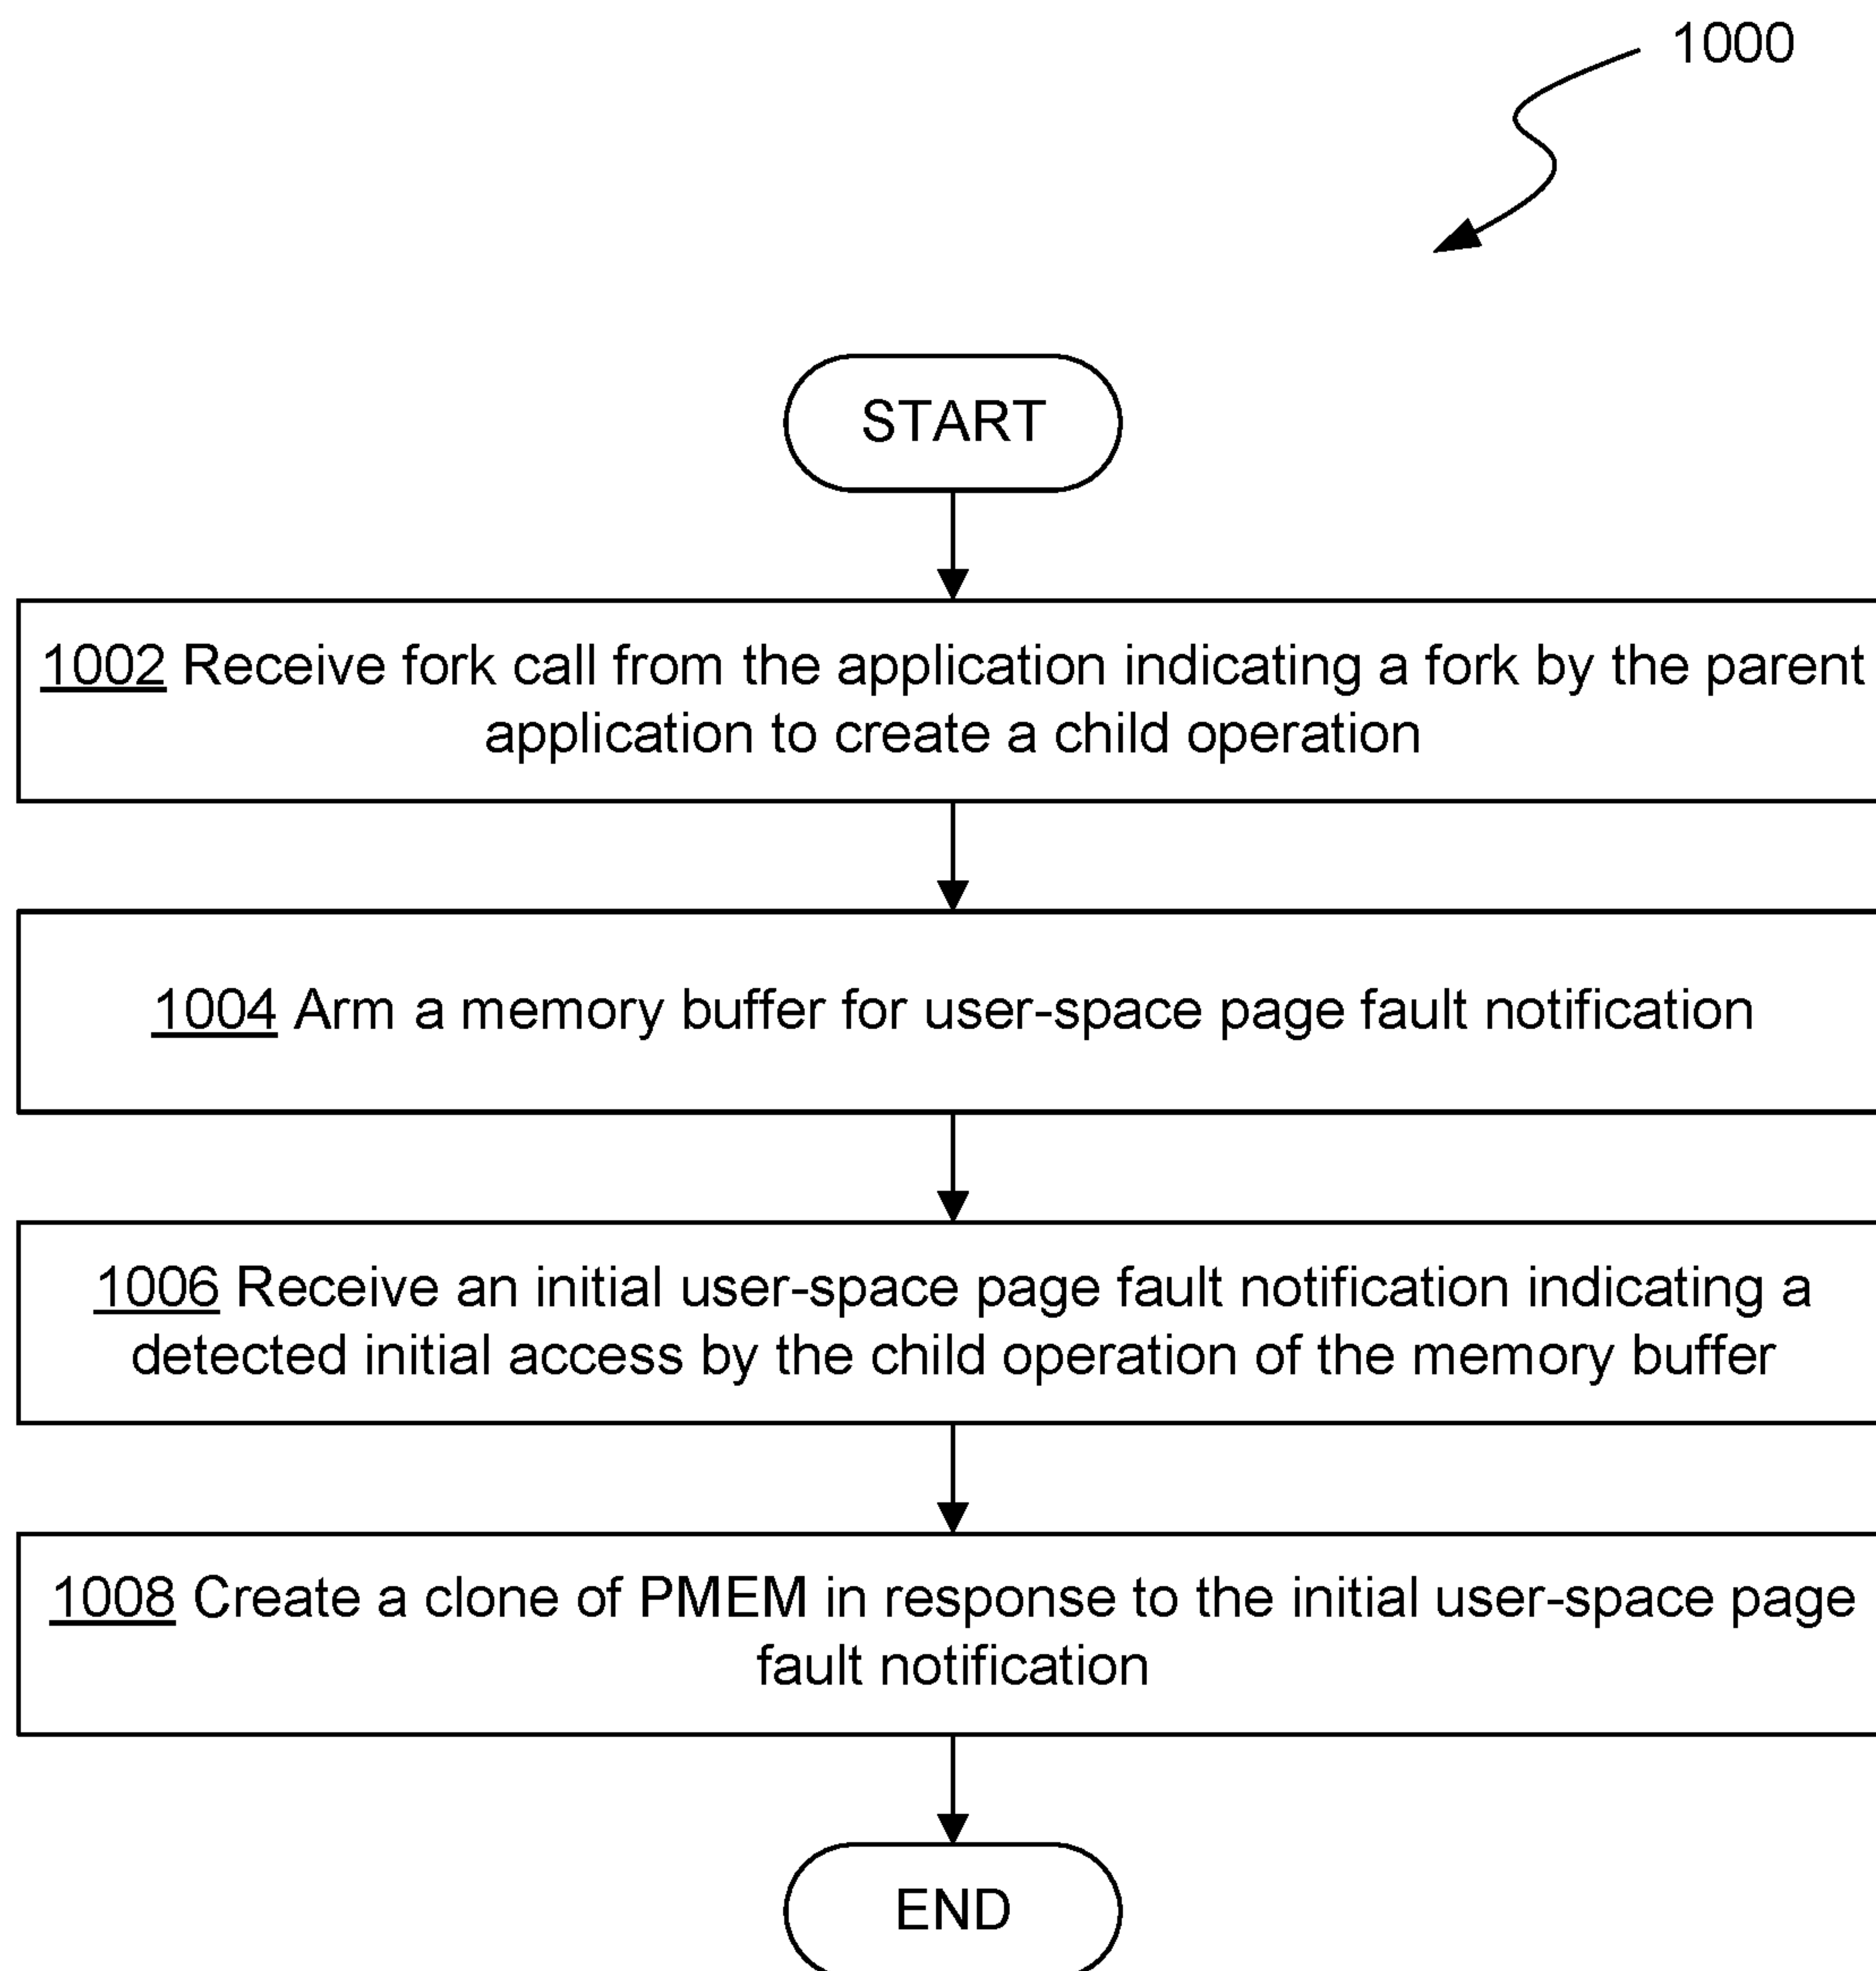 1000
START
1002 Receive fork call from the application indicating a fork by the parent
application to create a child operation
1004 Arm a memory buffer for user-space page fault notification
1006 Receive an initial user-space page fault notification indicating a
detected initial access by the child operation of the memory buffer
1008 Create a clone of PMEM in response to the initial user-space page
fault notification
END